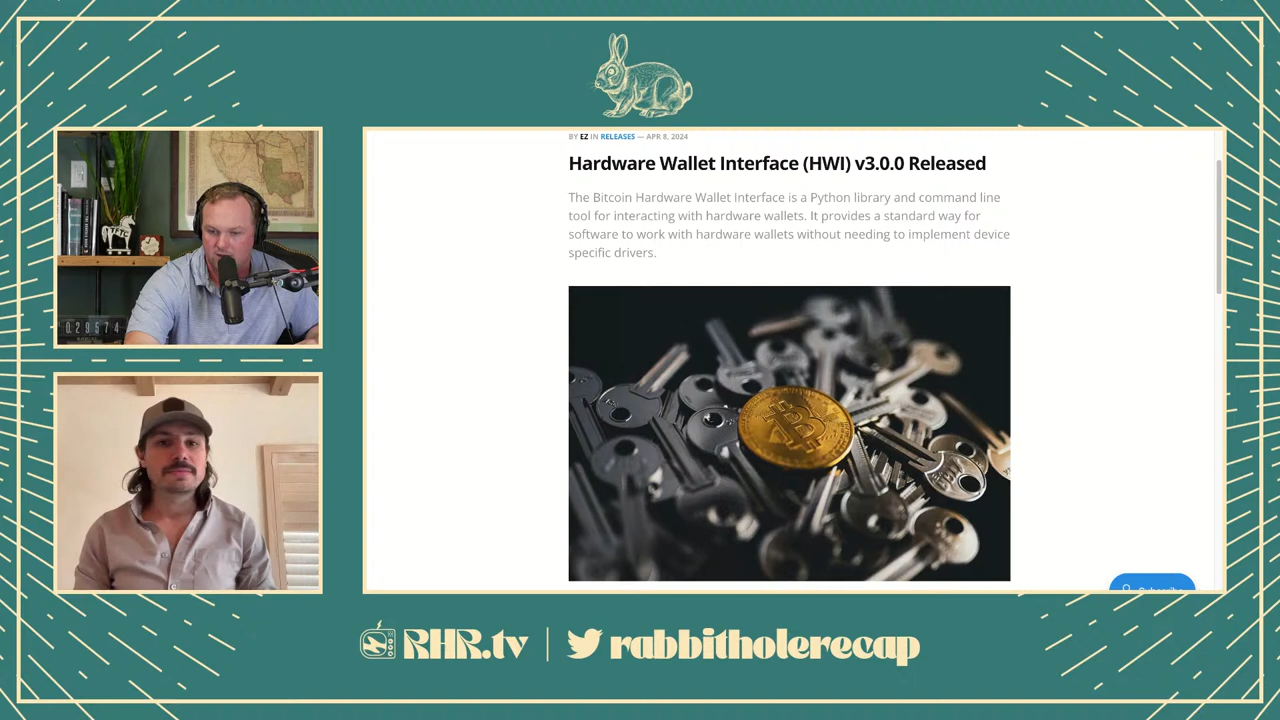 BY EZ IN RELEASES — APR 8, 2024
Hardware Wallet Interface (HWI) v3.0.0 Released
The Bitcoin Hardware Wallet Interface is a Python library and command line
tool for interacting with hardware wallets. It provides a standard way for
software to work with hardware wallets without needing to implement device
specific drivers.
0.29574
RHR.tv
rabbitholerecap